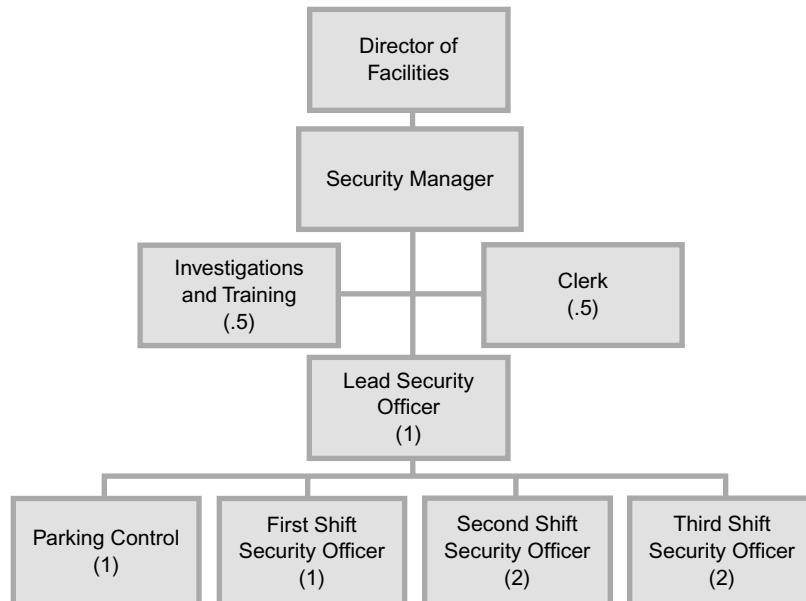 Director of
Facilities
Security Manager
Investigations
and Training
(.5)
Clerk
(.5)
Lead Security
Officer
(1)
Parking Control
(1)
First Shift
Security Officer
(1)
Second Shift
Security Officer
(2)
Third Shift
Security Officer
(2)